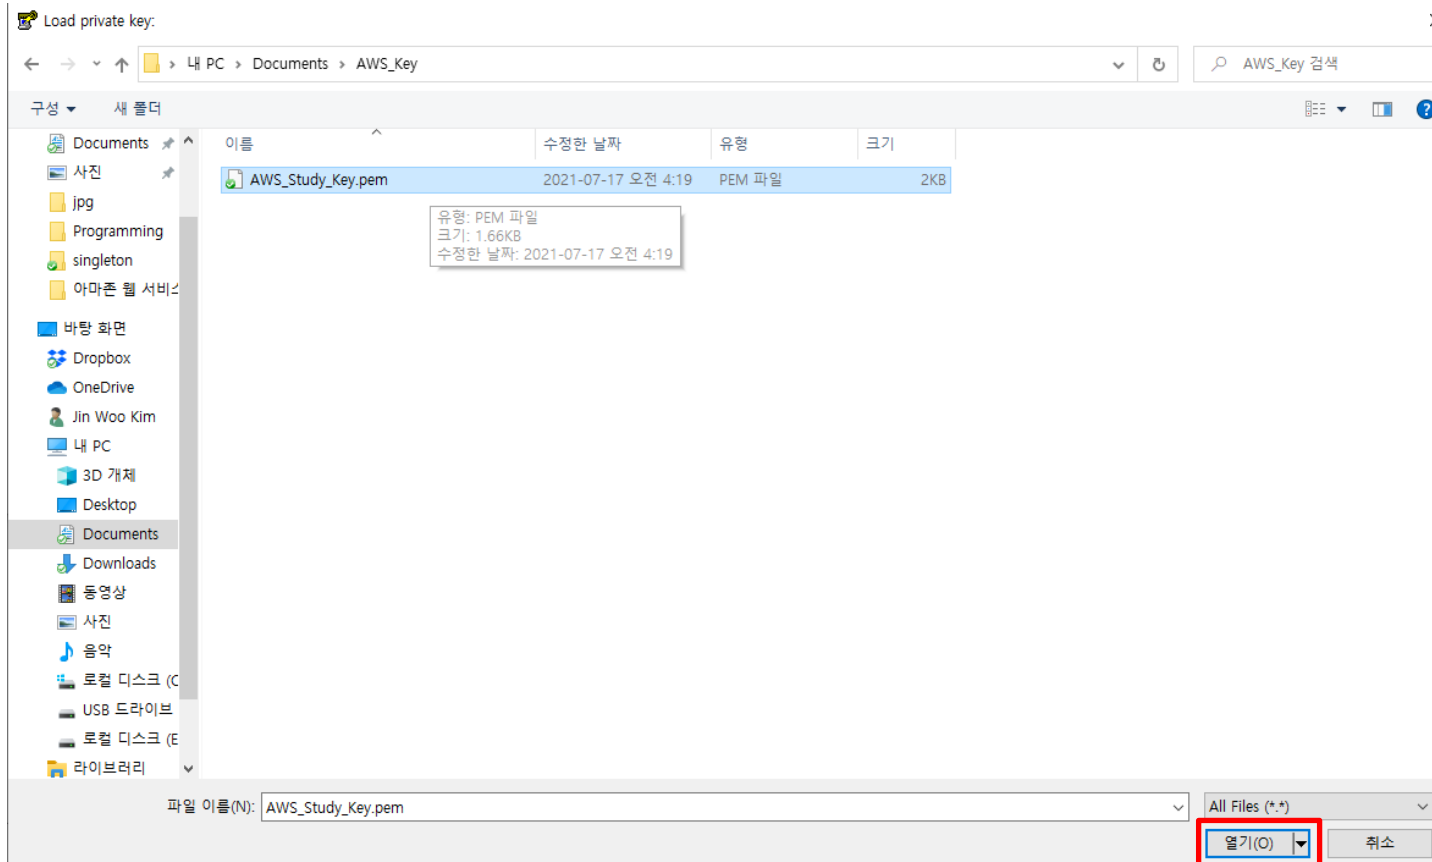 Load private key:
내 PC > Documents > AWS_Key
AWS_Key 검색
구성 새 폴더
이름 수정한 날짜 유형 크기
AWS_Study_Key.pem 2021-07-17 오전 4:19 PEM 파일 2KB
유형: PEM 파일
크기: 1.66KB
수정한 날짜: 2021-07-17 오전 4:19
Documents
사진
jpg
Programming
singleton
아마존 웹
바탕 화면
Dropbox
OneDrive
Jin Woo Kim
내 PC
3D 개체
Desktop
Documents
Downloads
동영상
사진
음악
로컬 디스크 (C
USB 드라이브
로컬 디스크 (E
라이브러리
파일 이름(N): AWS_Study_Key.pem
All Files (*.*)
열기(O) 취소